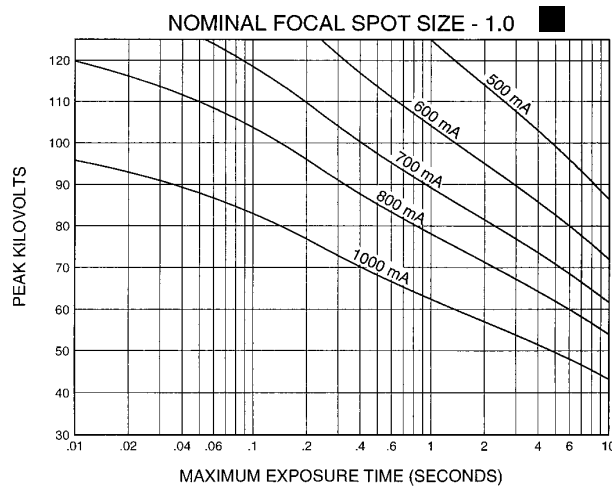 NOMINAL FOCAL SPOT SIZE - 1.0
120
110
100
90
80
70
60
50
40
30
PEAK KILOVOLTS
500 mA
600 mA
700 mA
800 mA
1000 mA
.01 .02 .04 .06 .1 .2 .4 .6 1 2 4 6 10
MAXIMUM EXPOSURE TIME (SECONDS)